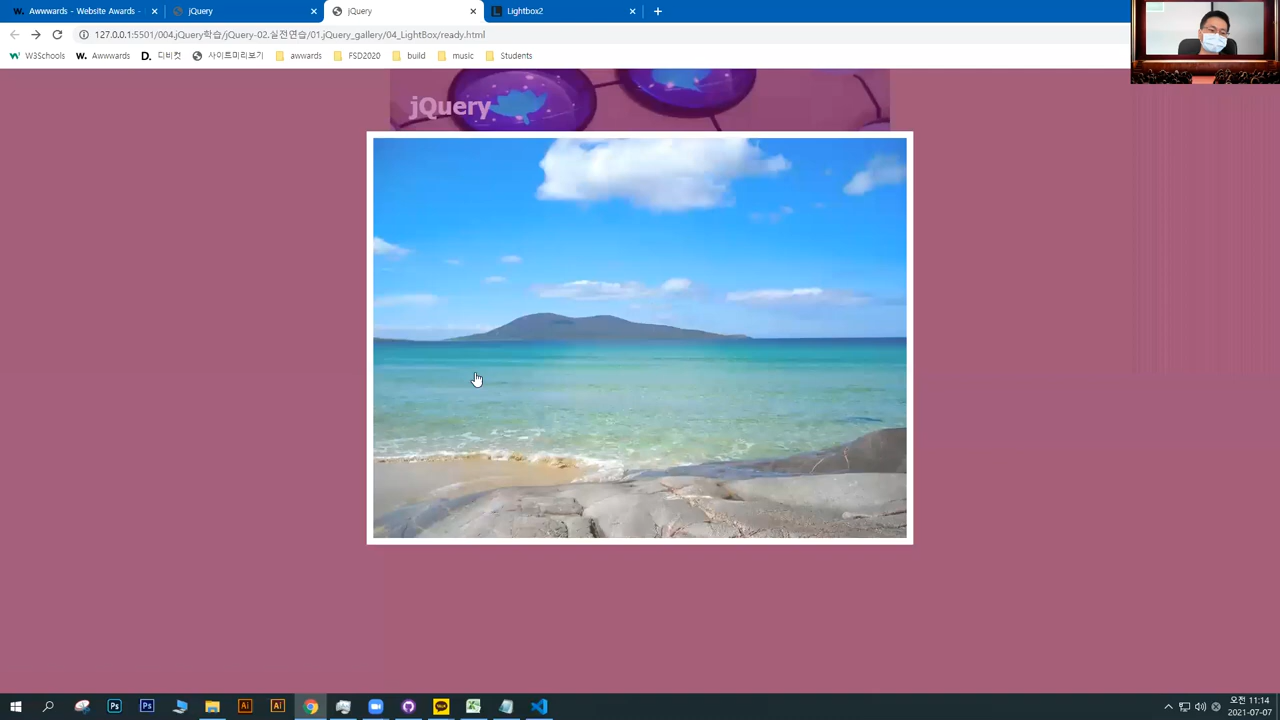 Awwwards - Website Awards -
jQuery
jQuery
Lightbox2
127.0.0.1:5501/004.jQuery학습/jQuery-02.실전연습/01.jQuery_gallery/04_LightBox/ready.html
W3Schools
Awwwards
디비컷
사이트미리보기
awwards
FSD2020
build
music
Students
jQuery
오전 11:14
2021-07-07